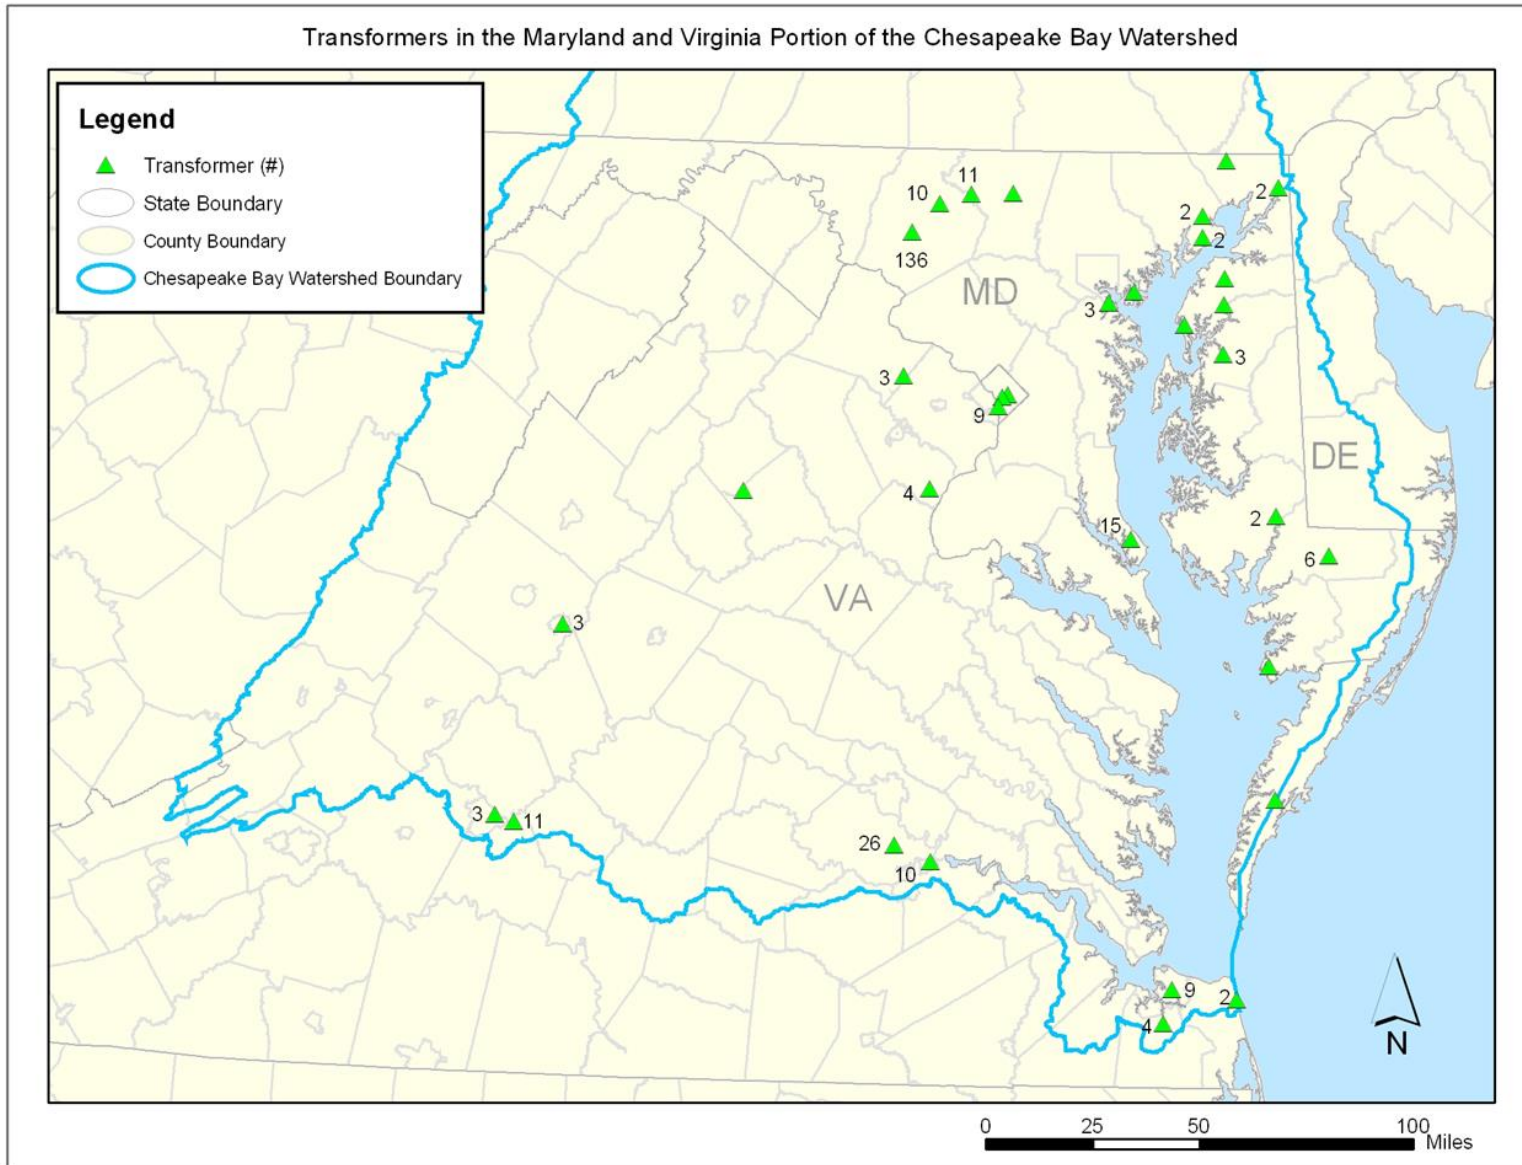 Transformers in the Maryland and Virginia Portion of the Chesapeake Bay Watershed
Legend
Transformer (#)
State Boundary
County Boundary
Chesapeake Bay Watershed Boundary
11
10
2
2
136
2
MD
3
3
3
9
DE
4
2
15
6
VA
3
3
11
26
10
9
2
4
N
0 25 50 100
Miles